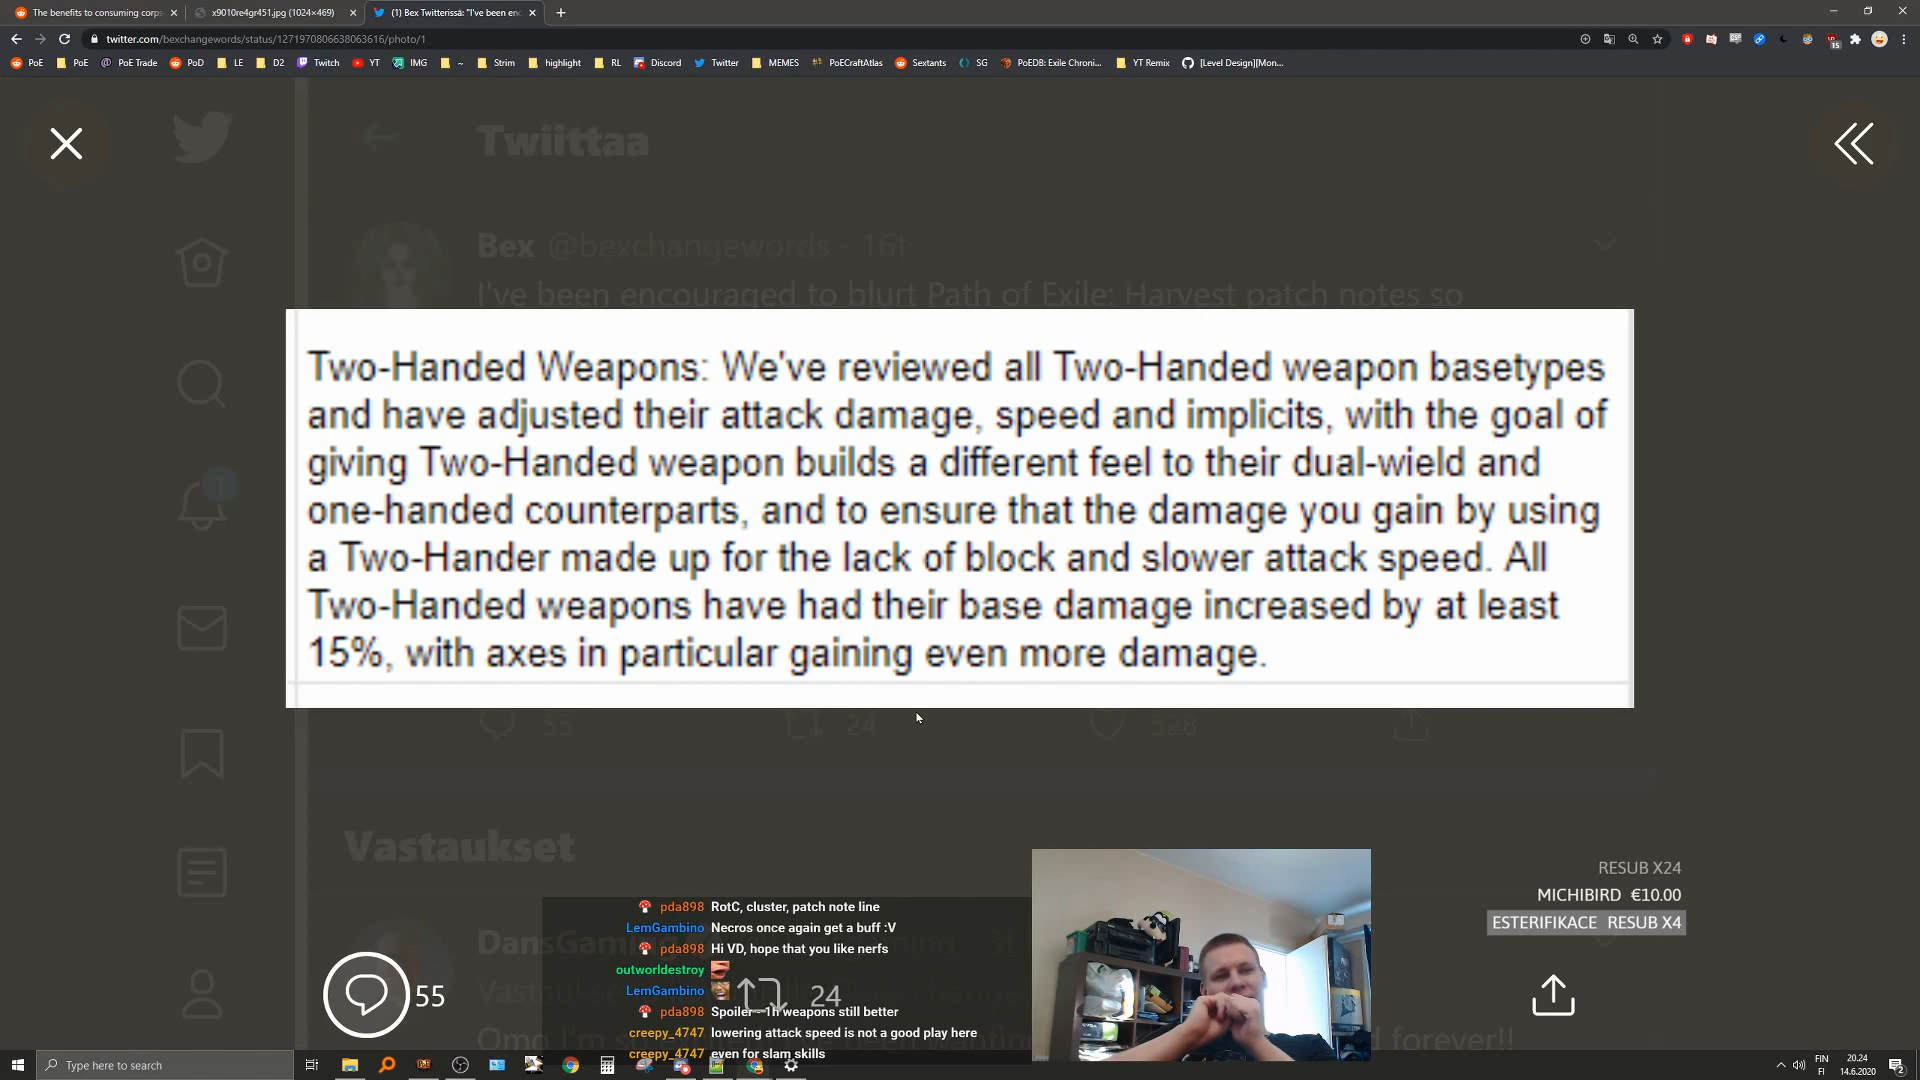 The benefits to consuming corps
x9010re4gr451.jpg (1024×469)
(1) Bex Twitterissä: "I've been enc
twitter.com/bexchangewords/status/1271970806638063616/photo/1
PoE PoE PoE Trade PoD LE D2 Twitch YT IMG ~ Strim highlight RL Discord Twitter MEMES PoECraftAtlas Sextants SG PoEDB: Exile Chroni... YT Remix [Level Design][Mon...
Twiittaa
Bex @bexchangewords · 16t
I've been encouraged to blurt Path of Exile: Harvest patch notes so
1
Two-Handed Weapons: We've reviewed all Two-Handed weapon basetypes
and have adjusted their attack damage, speed and implicits, with the goal of
giving Two-Handed weapon builds a different feel to their dual-wield and
one-handed counterparts, and to ensure that the damage you gain by using
a Two-Hander made up for the lack of block and slower attack speed. All
Two-Handed weapons have had their base damage increased by at least
15%, with axes in particular gaining even more damage.
55 24 528
Vastaukset
RESUB X24
MICHIBIRD €10.00
ESTERIFIKACE RESUB X4
pda898 RotC, cluster, patch note line
LemGambino Necros once again get a buff :V
pda898 Hi VD, hope that you like nerfs
outworldestroy
LemGambino
pda898 Spoiler - 1h weapons still better
creepy_4747 lowering attack speed is not a good play here
creepy_4747 even for slam skills
DansGaming
55
24
forever!!
Type here to search
FIN
FI
20.24
14.6.2020
2